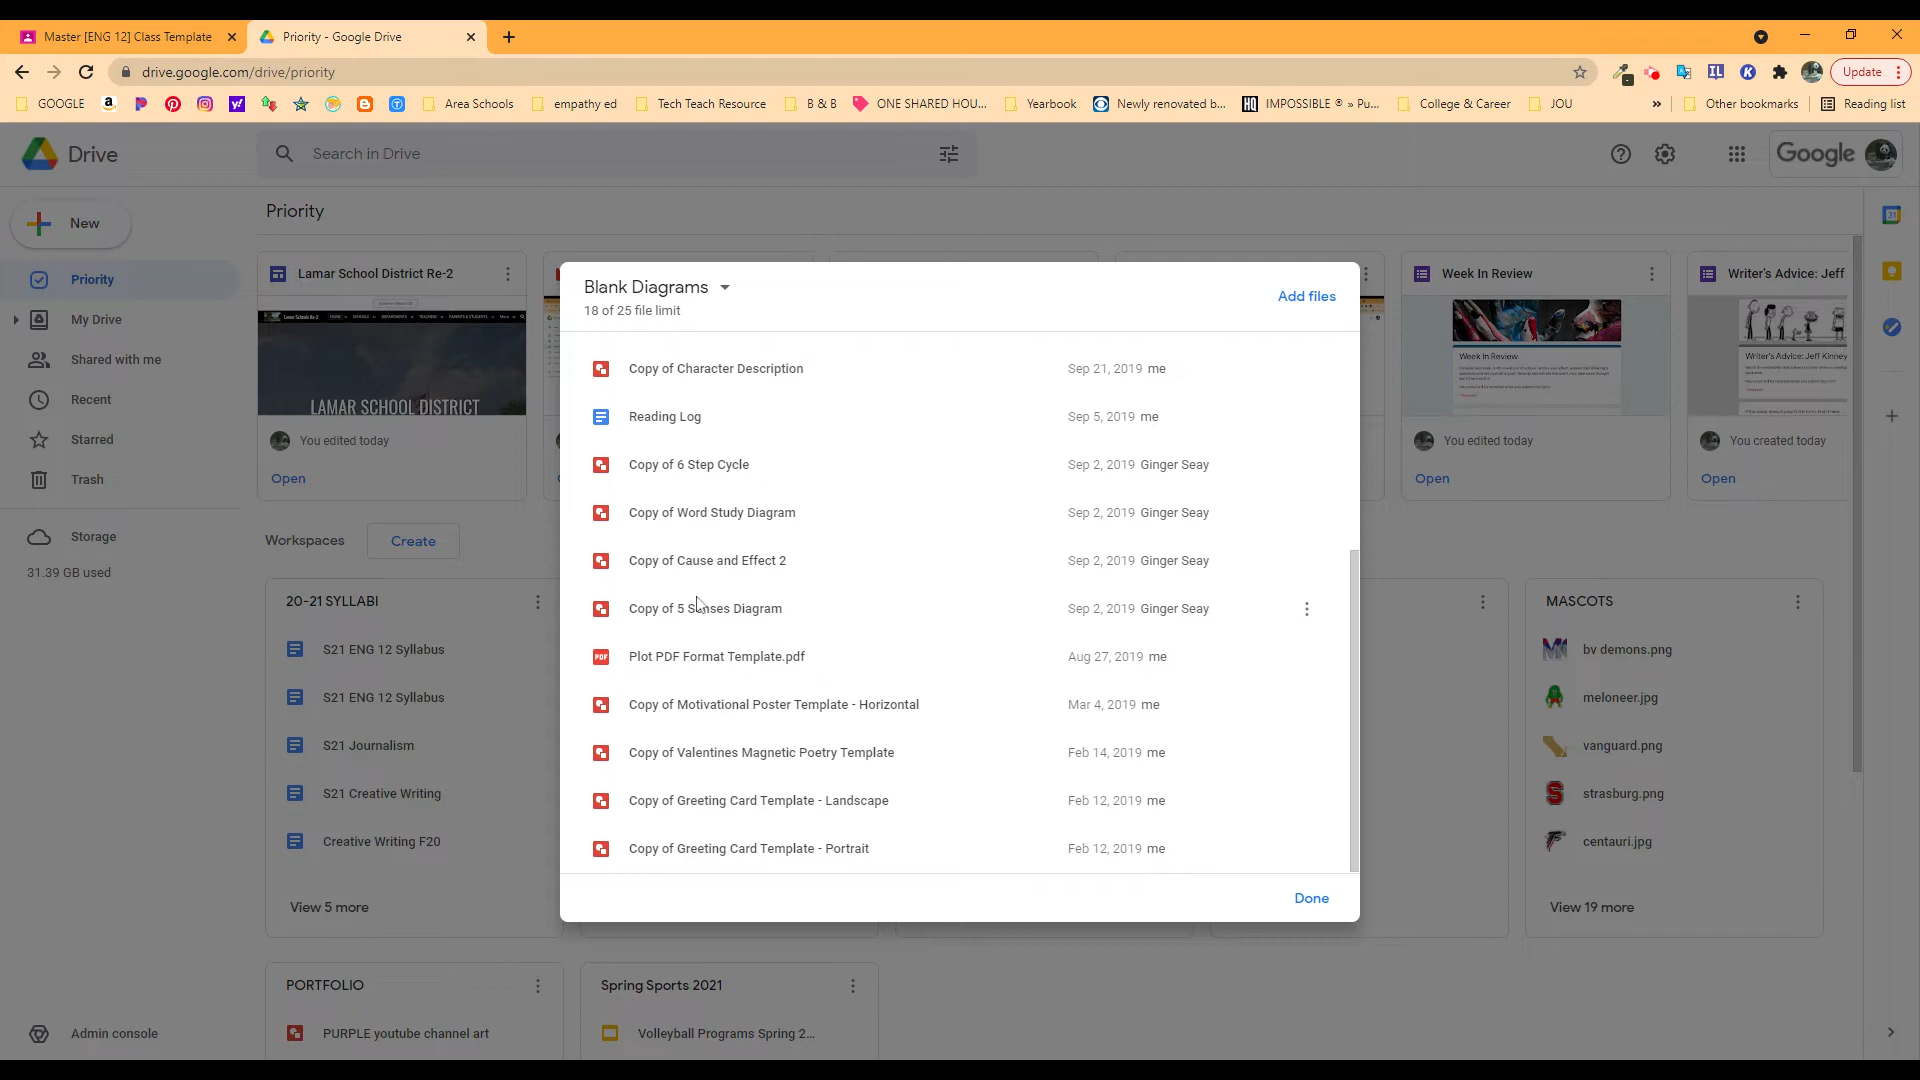 Master [ENG 12] Class Template
Priority - Google Drive
drive.google.com/drive/priority
Update
GOOGLE
Area Schools
empathy ed
Tech Teach Resource
B & B
ONE SHARED HOU...
Yearbook
Newly renovated b...
IMPOSSIBLE ® » Pu...
College & Career
JOU
»
Other bookmarks
Reading list
Drive
Search in Drive
Google
New
Priority
My Drive
Shared with me
Recent
Starred
Trash
Storage
31.39 GB used
Admin console
Priority
Lamar School District Re-2
LAMAR SCHOOL DISTRICT
You edited today
Open
Week In Review
Week In Review
You edited today
Open
Writer's Advice: Jeff
Writer's Advice: Jeff Kinney
You created today
Open
Workspaces
Create
20-21 SYLLABI
S21 ENG 12 Syllabus
S21 ENG 12 Syllabus
S21 Journalism
S21 Creative Writing
Creative Writing F20
View 5 more
Blank Diagrams
18 of 25 file limit
Add files
Copy of Character Description Sep 21, 2019 me
Reading Log Sep 5, 2019 me
Copy of 6 Step Cycle Sep 2, 2019 Ginger Seay
Copy of Word Study Diagram Sep 2, 2019 Ginger Seay
Copy of Cause and Effect 2 Sep 2, 2019 Ginger Seay
Copy of 5 Senses Diagram Sep 2, 2019 Ginger Seay
PDF Plot PDF Format Template.pdf Aug 27, 2019 me
Copy of Motivational Poster Template - Horizontal Mar 4, 2019 me
Copy of Valentines Magnetic Poetry Template Feb 14, 2019 me
Copy of Greeting Card Template - Landscape Feb 12, 2019 me
Copy of Greeting Card Template - Portrait Feb 12, 2019 me
Done
MASCOTS
bv demons.png
meloneer.jpg
vanguard.png
strasburg.png
centauri.jpg
View 19 more
PORTFOLIO
PURPLE youtube channel art
Spring Sports 2021
Volleyball Programs Spring 2...